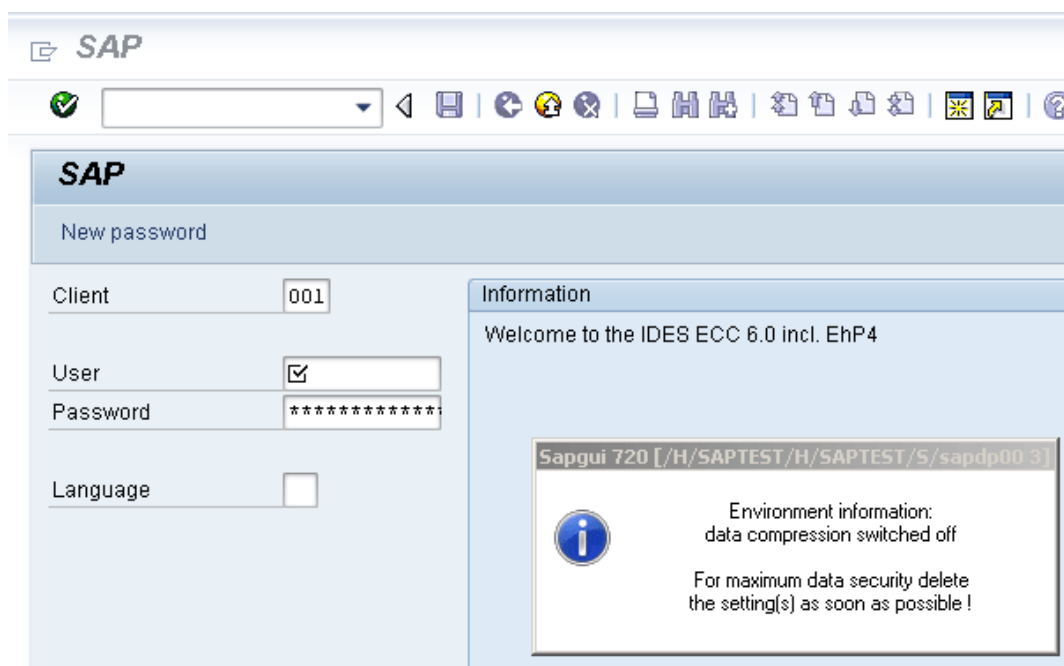 SAP
SAP
New password
Client 001
Information
Welcome to the IDES ECC 6.0 incl. EhP4
User
Password *************
Language
Sapgui 720 [/H/SAPTEST/H/SAPTEST/S/sapdp00 3]
Environment information:
data compression switched off
For maximum data security delete
the setting(s) as soon as possible !